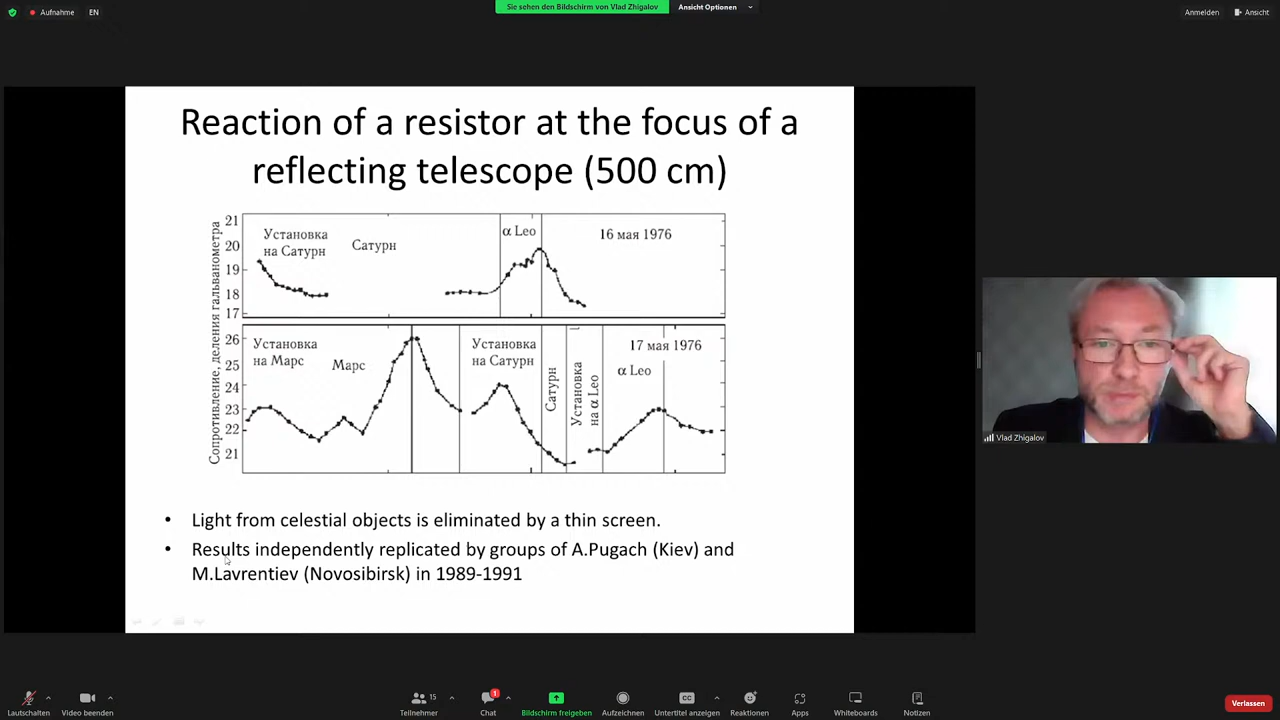 Aufnahme
EN
Sie sehen den Bildschirm von Vlad Zhigalov
Ansicht Optionen
Anmelden
Ansicht
Reaction of a resistor at the focus of a
reflecting telescope (500 cm)
Сопротивление, деления гальванометра
21
20
19
18
17
Установка
на Сатурн
Сатурн
α Leo
16 мая 1976
26
25
24
23
22
21
Установка
на Марс
Марс
Установка
на Сатурн
Сатурн
Установка
на α Leo
α Leo
17 мая 1976
• Light from celestial objects is eliminated by a thin screen.
• Results independently replicated by groups of A.Pugach (Kiev) and
M.Lavrentiev (Novosibirsk) in 1989-1991
Vlad Zhigalov
Lautschalten
Video beenden
15
Teilnehmer
1
Chat
Bildschirm freigeben
Aufzeichnen
CC
Untertitel anzeigen
Reaktionen
Apps
Whiteboards
Notizen
Verlassen